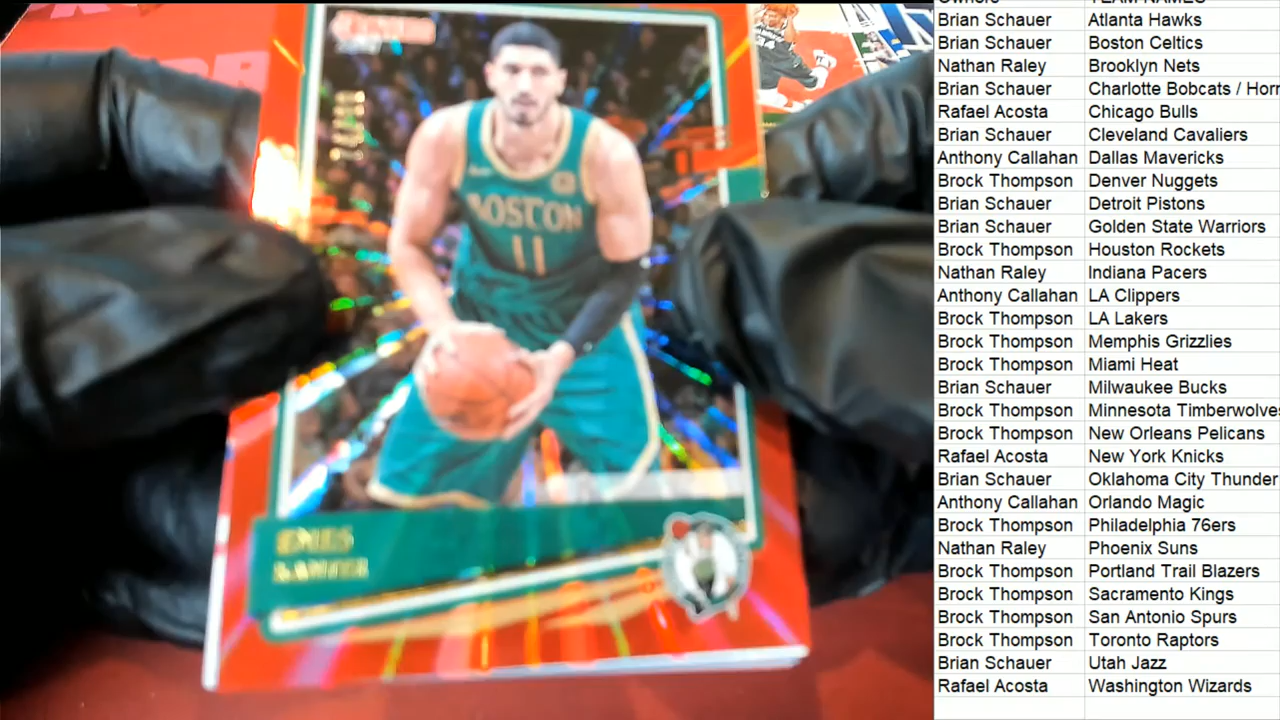 BOSTON
11
Owners TEAM NAMES
Brian Schauer Atlanta Hawks
Brian Schauer Boston Celtics
Nathan Raley Brooklyn Nets
Brian Schauer Charlotte Bobcats / Horr
Rafael Acosta Chicago Bulls
Brian Schauer Cleveland Cavaliers
Anthony Callahan Dallas Mavericks
Brock Thompson Denver Nuggets
Brian Schauer Detroit Pistons
Brian Schauer Golden State Warriors
Brock Thompson Houston Rockets
Nathan Raley Indiana Pacers
Anthony Callahan LA Clippers
Brock Thompson LA Lakers
Brock Thompson Memphis Grizzlies
Brock Thompson Miami Heat
Brian Schauer Milwaukee Bucks
Brock Thompson Minnesota Timberwolves
Brock Thompson New Orleans Pelicans
Rafael Acosta New York Knicks
Brian Schauer Oklahoma City Thunder
Anthony Callahan Orlando Magic
Brock Thompson Philadelphia 76ers
Nathan Raley Phoenix Suns
Brock Thompson Portland Trail Blazers
Brock Thompson Sacramento Kings
Brock Thompson San Antonio Spurs
Brock Thompson Toronto Raptors
Brian Schauer Utah Jazz
Rafael Acosta Washington Wizards